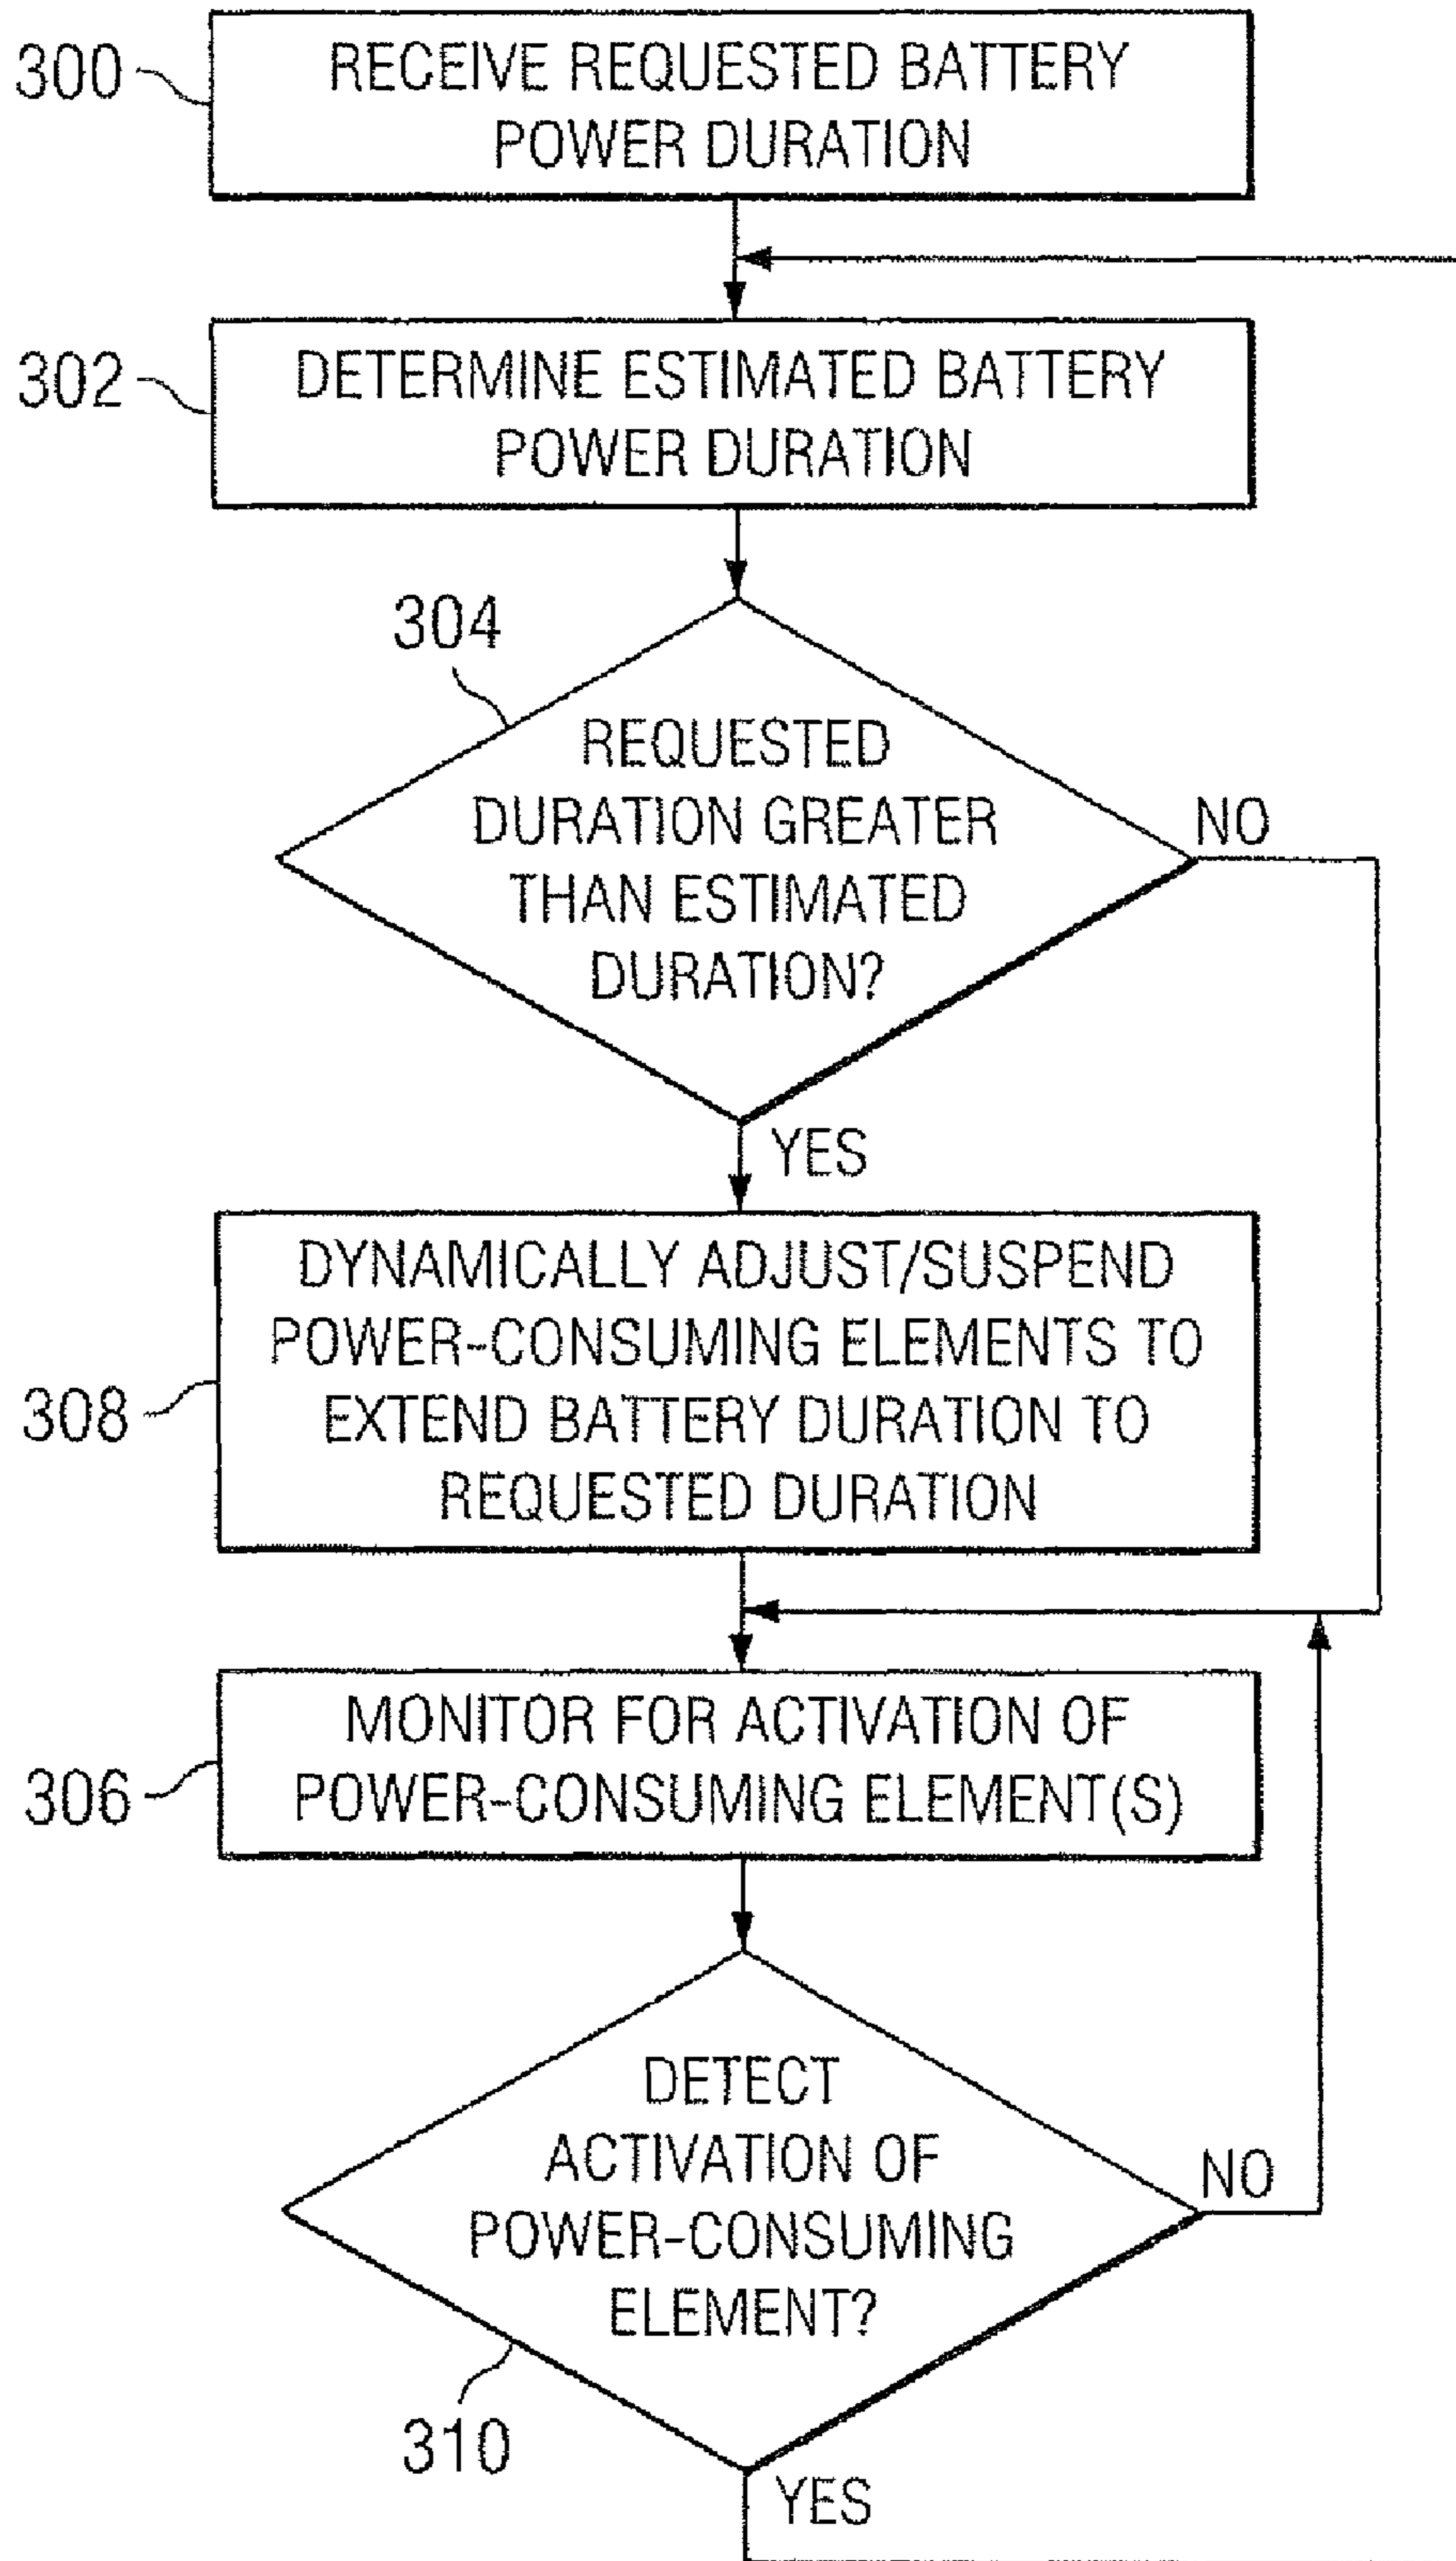 300
RECEIVE REQUESTED BATTERY
POWER DURATION
302
DETERMINE ESTIMATED BATTERY
POWER DURATION
304
REQUESTED
DURATION GREATER
THAN ESTIMATED
DURATION?
NO
YES
308
DYNAMICALLY ADJUST/SUSPEND
POWER-CONSUMING ELEMENTS TO
EXTEND BATTERY DURATION TO
REQUESTED DURATION
306
MONITOR FOR ACTIVATION OF
POWER-CONSUMING ELEMENT(S)
DETECT
ACTIVATION OF
POWER-CONSUMING
ELEMENT?
NO
310
YES